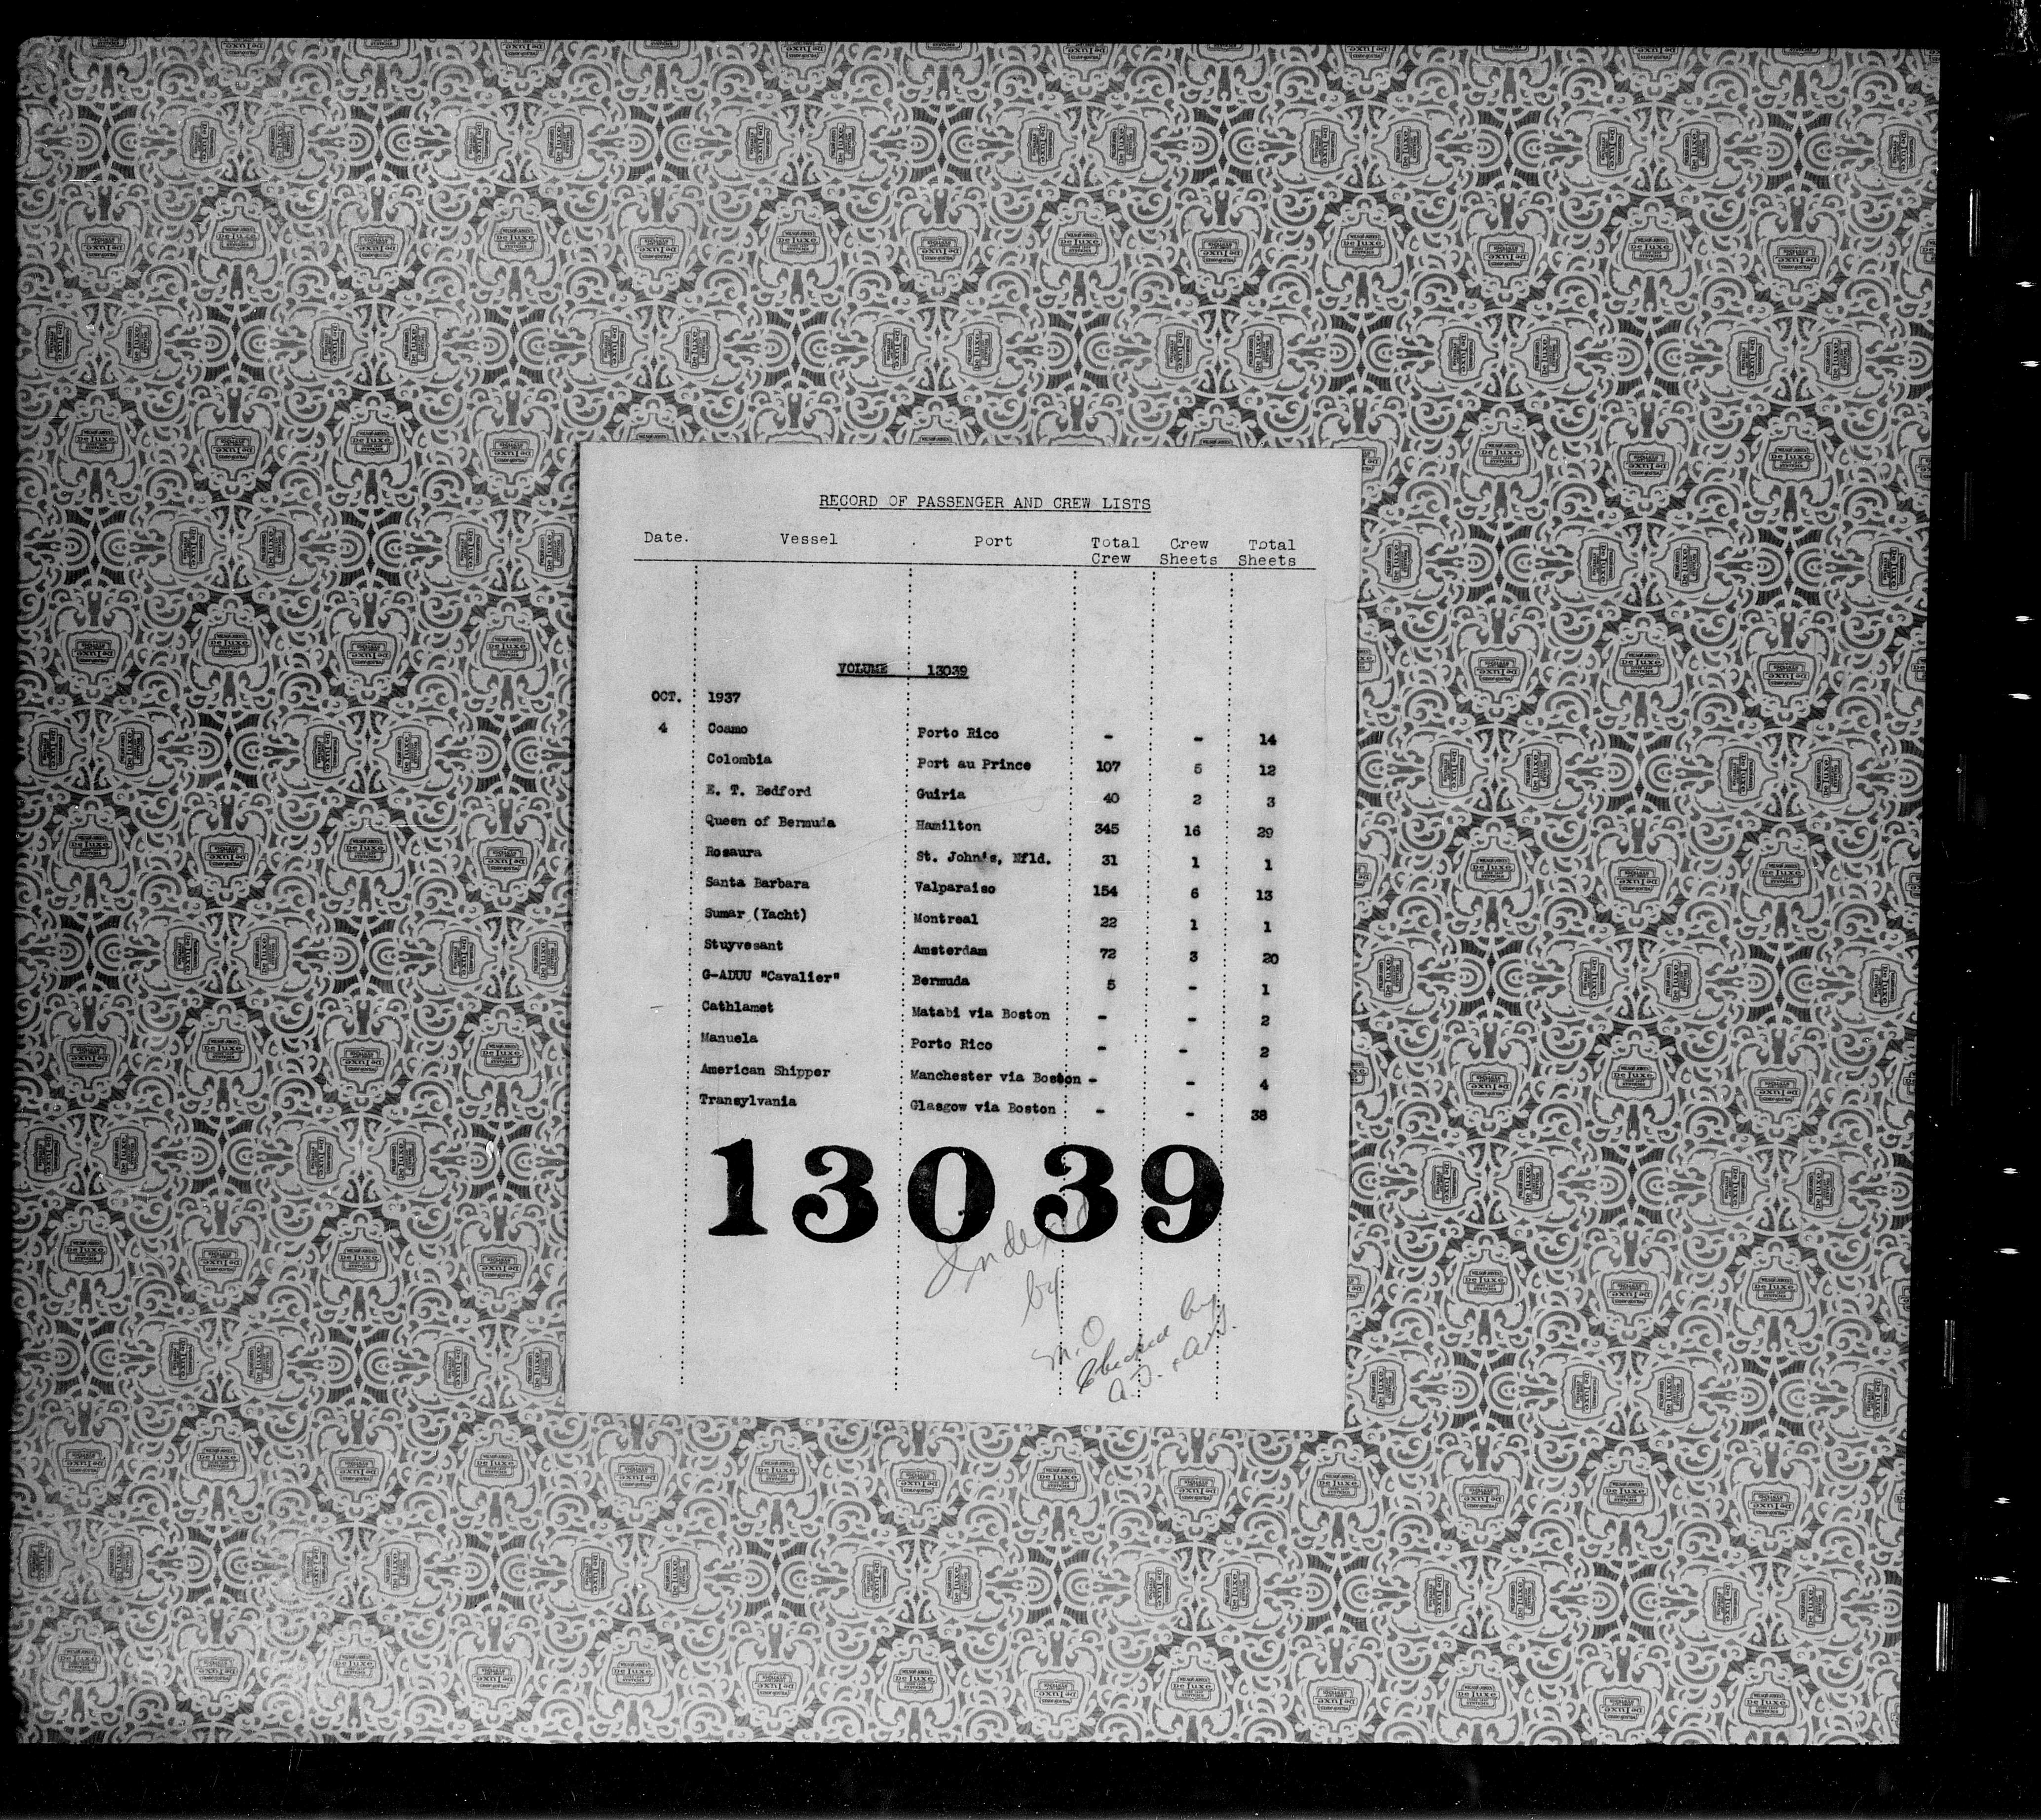 RECORD OF PASSENGER AND CREW LISTS
Date. Vessel Port Total Crew Crew Sheets Total Sheets
VOLUME 13039
OCT. 1937
4 Coamo Porto Rico - - 14
Colombia Port au Prince 107 5 12
E. T. Bedford Guiria 40 2 3
Queen of Bermuda Hamilton 345 16 29
Rosaura St. John's, Nfld. 31 1 1
Santa Barbara Valparaiso 154 6 13
Sumar (Yacht) Montreal 22 1 1
Stuyvesant Amsterdam 72 3 20
G-ADUU "Cavalier" Bermuda 5 - 1
Cathlamet Matabi via Boston - - 2
Manuela Porto Rico - - 2
American Shipper Manchester via Boston - - 4
Transylvania Glasgow via Boston - - 38
13039
Indexed
by
M. O
Checked by